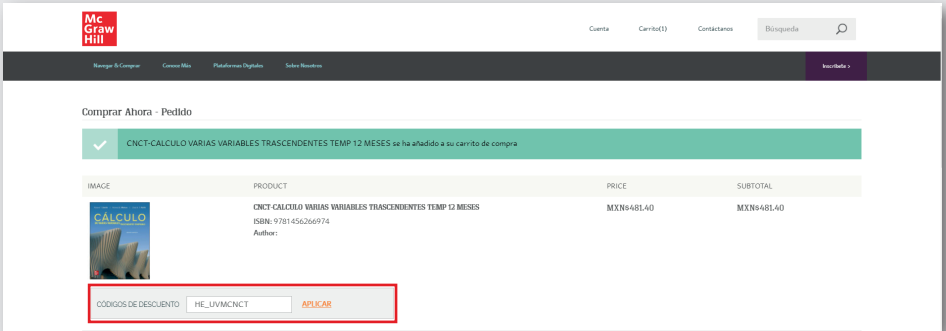 Mc
Graw
Hill
Cuenta Carrito(1) Contáctanos Búsqueda
Navegar & Comprar Conoce Más Plataformas Digitales Sobre Nosotros Inscríbete >
Comprar Ahora - Pedido
CNCT-CALCULO VARIAS VARIABLES TRASCENDENTES TEMP 12 MESES se ha añadido a su carrito de compra
IMAGE PRODUCT PRICE SUBTOTAL
CNCT-CALCULO VARIAS VARIABLES TRASCENDENTES TEMP 12 MESES MXN$481.40 MXN$481.40
CÁLCULO
ISBN: 9781456266974
Author:
CÓDIGOS DE DESCUENTO HE_UVMCNCT APLICAR